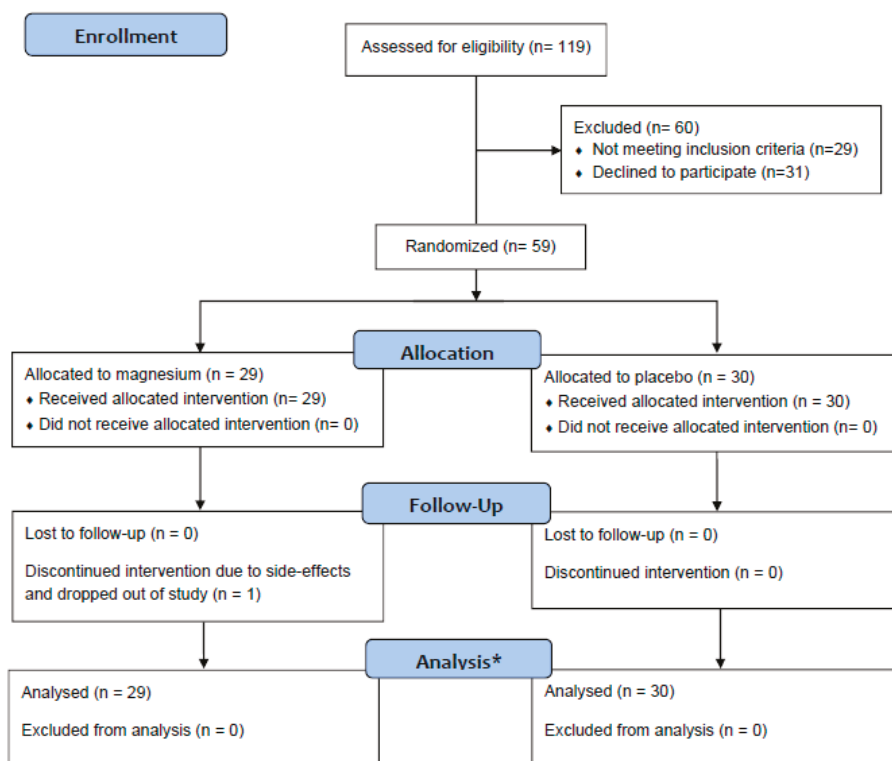 Enrollment
Assessed for eligibility (n= 119)
Excluded (n= 60)
♦ Not meeting inclusion criteria (n=29)
♦ Declined to participate (n=31)
Randomized (n= 59)
Allocation
Allocated to magnesium (n = 29)
♦ Received allocated intervention (n= 29)
♦ Did not receive allocated intervention (n= 0)
Allocated to placebo (n = 30)
♦ Received allocated intervention (n = 30)
♦ Did not receive allocated intervention (n= 0)
Follow-Up
Lost to follow-up (n = 0)
Discontinued intervention due to side-effects
and dropped out of study (n = 1)
Lost to follow-up (n = 0)
Discontinued intervention (n = 0)
Analysis*
Analysed (n = 29)
Excluded from analysis (n = 0)
Analysed (n = 30)
Excluded from analysis (n = 0)